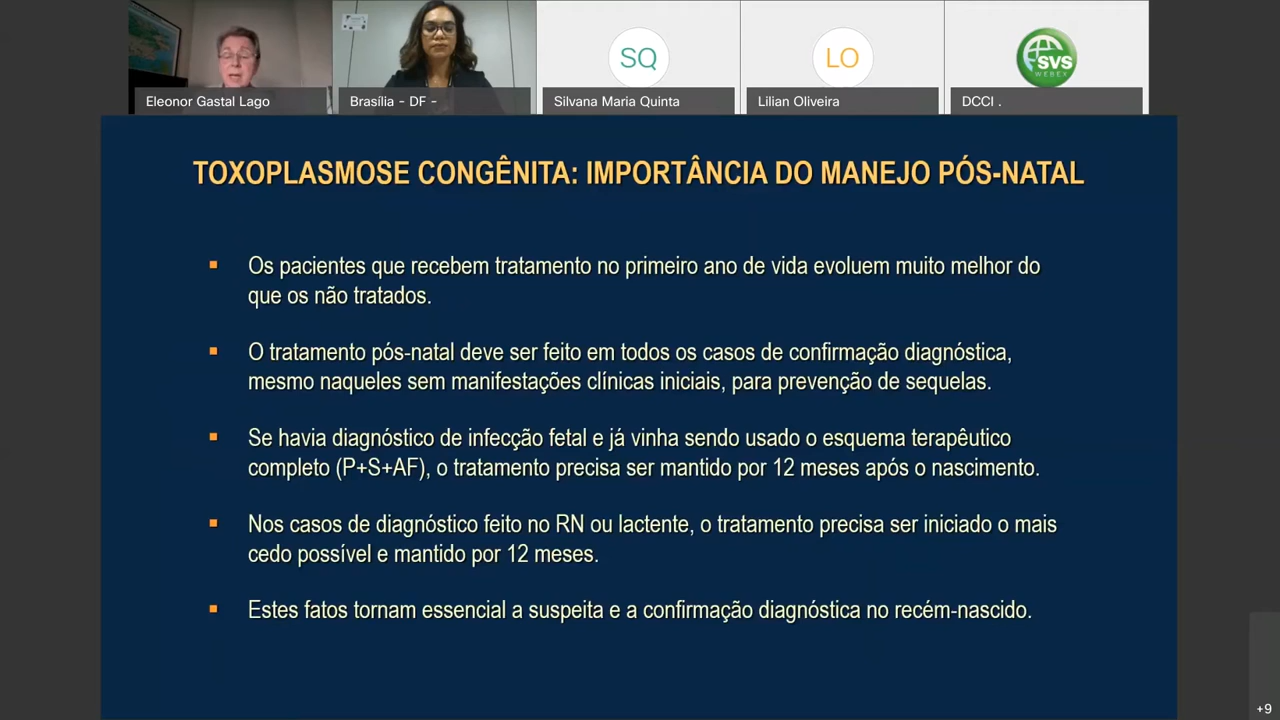 SQ
LO
SVS
WEBEX
Eleonor Gastal Lago
Brasília - DF -
Silvana Maria Quinta
Lilian Oliveira
DCCI .
TOXOPLASMOSE CONGÊNITA: IMPORTÂNCIA DO MANEJO PÓS-NATAL
▪ Os pacientes que recebem tratamento no primeiro ano de vida evoluem muito melhor do
que os não tratados.
▪ O tratamento pós-natal deve ser feito em todos os casos de confirmação diagnóstica,
mesmo naqueles sem manifestações clínicas iniciais, para prevenção de sequelas.
▪ Se havia diagnóstico de infecção fetal e já vinha sendo usado o esquema terapêutico
completo (P+S+AF), o tratamento precisa ser mantido por 12 meses após o nascimento.
▪ Nos casos de diagnóstico feito no RN ou lactente, o tratamento precisa ser iniciado o mais
cedo possível e mantido por 12 meses.
▪ Estes fatos tornam essencial a suspeita e a confirmação diagnóstica no recém-nascido.
+9